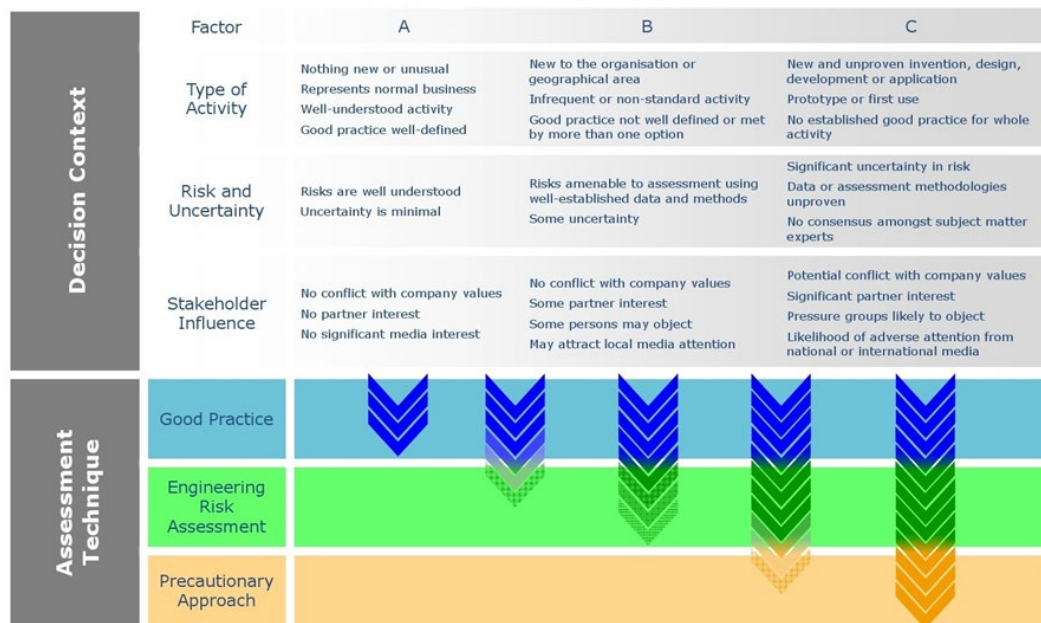 Decision Context
Factor
A
B
C
Type of
Activity
Nothing new or unusual
Represents normal business
Well-understood activity
Good practice well-defined
New to the organisation or
geographical area
Infrequent or non-standard activity
Good practice not well defined or met
by more than one option
New and unproven invention, design,
development or application
Prototype or first use
No established good practice for whole
activity
Risk and
Uncertainty
Risks are well understood
Uncertainty is minimal
Risks amenable to assessment using
well-established data and methods
Some uncertainty
Significant uncertainty in risk
Data or assessment methodologies
unproven
No consensus amongst subject matter
experts
Stakeholder
Influence
No conflict with company values
No partner interest
No significant media interest
No conflict with company values
Some partner interest
Some persons may object
May attract local media attention
Potential conflict with company values
Significant partner interest
Pressure groups likely to object
Likelihood of adverse attention from
national or international media
Assessment
Technique
Good Practice
Engineering
Risk
Assessment
Precautionary
Approach